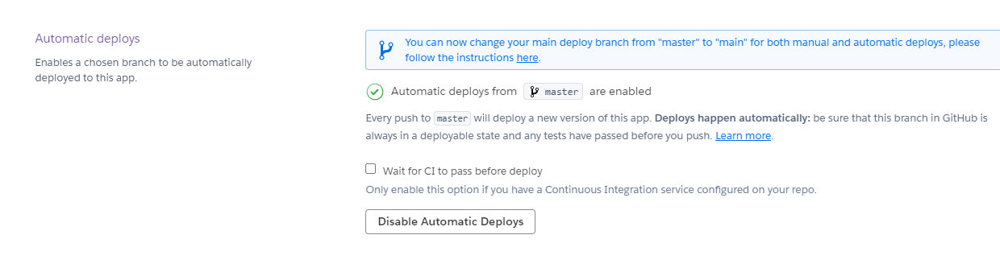 Automatic deploys
Enables a chosen branch to be automatically
deployed to this app.
You can now change your main deploy branch from "master" to "main" for both manual and automatic deploys, please
follow the instructions here.
Automatic deploys from master are enabled
Every push to master will deploy a new version of this app. Deploys happen automatically: be sure that this branch in GitHub is
always in a deployable state and any tests have passed before you push. Learn more.
Wait for CI to pass before deploy
Only enable this option if you have a Continuous Integration service configured on your repo.
Disable Automatic Deploys